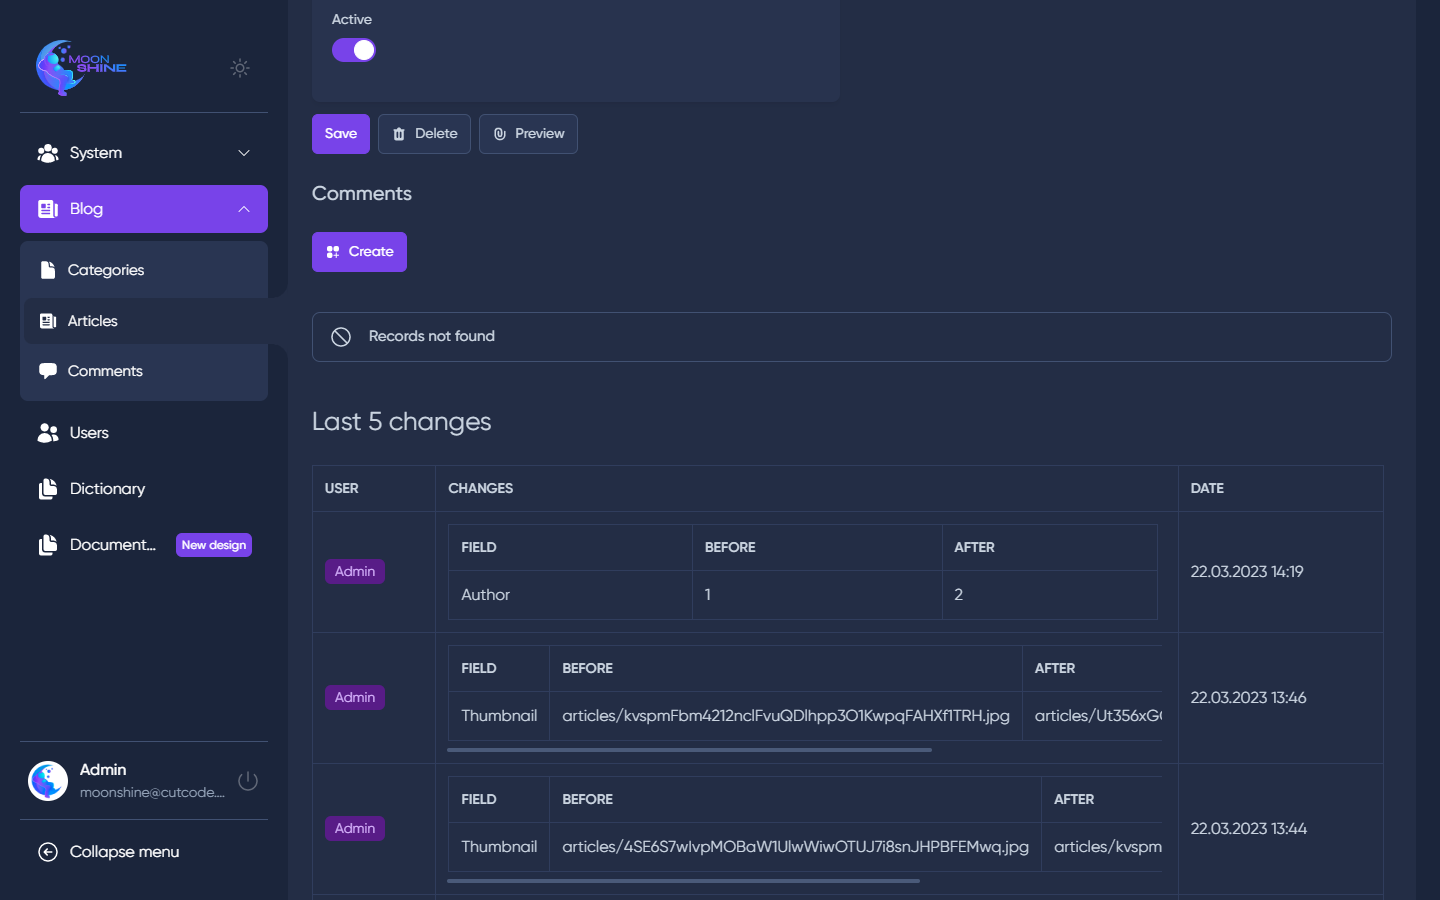 MOON
SHINE
System
Blog
Categories
Articles
Comments
Users
Dictionary
Document...
New design
Admin
moonshine@cutcode....
Collapse menu
Active
Save
Delete
Preview
Comments
Create
Records not found
Last 5 changes
USER CHANGES DATE
FIELD BEFORE AFTER
Admin 22.03.2023 14:19
Author 1 2
FIELD BEFORE AFTER
Admin 22.03.2023 13:46
Thumbnail articles/kvspmFbm4212nclFvuQDlhpp3O1KwpqFAHXf1TRH.jpg articles/Ut356xG
FIELD BEFORE AFTER
Admin 22.03.2023 13:44
Thumbnail articles/4SE6S7wIvpMOBaW1UlwWiwOTUJ7i8snJHPBFEMwq.jpg articles/kvspm